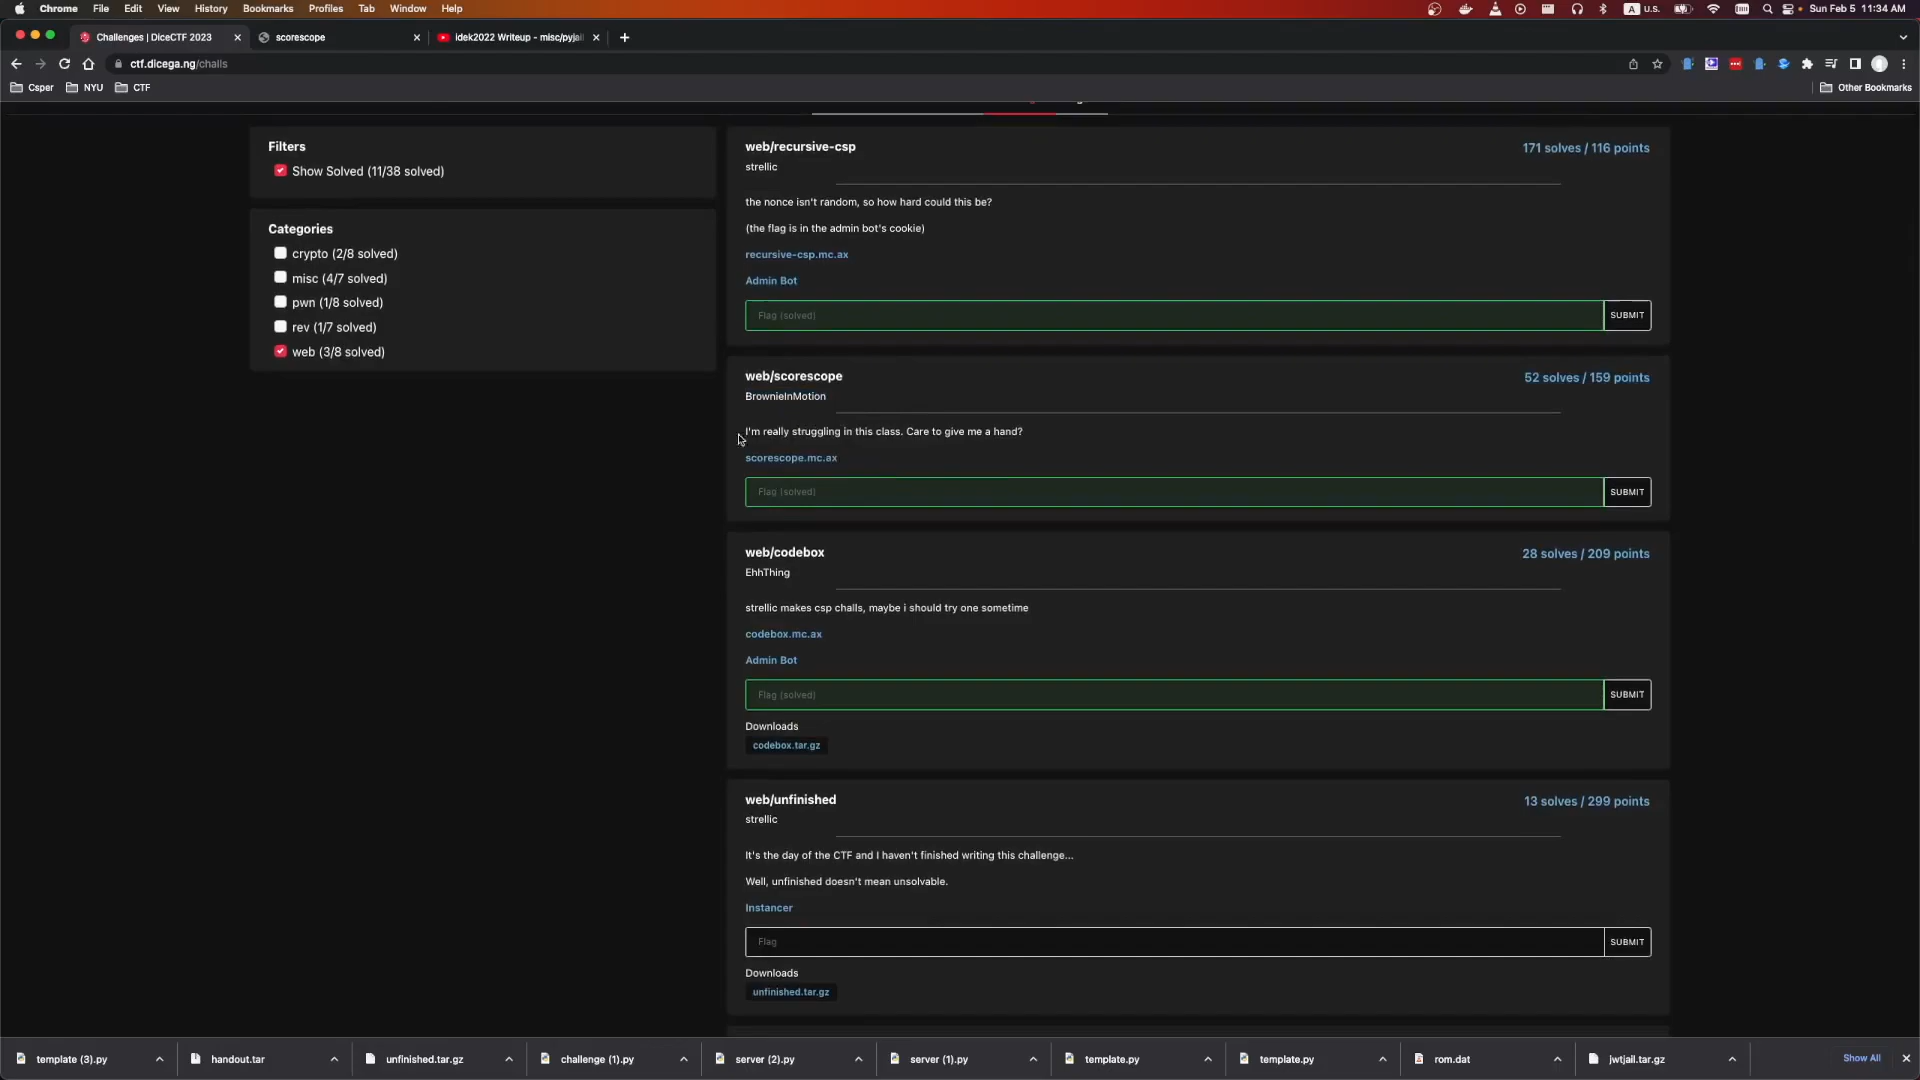 Chrome File Edit View History Bookmarks Profiles Tab Window Help
A U.S. Sun Feb 5 11:34 AM
Challenges | DiceCTF 2023
scorescope
idek2022 Writeup - misc/pyjai
ctf.dicega.ng/challs
Csper NYU CTF
Other Bookmarks
Filters
Show Solved (11/38 solved)
Categories
crypto (2/8 solved)
misc (4/7 solved)
pwn (1/8 solved)
rev (1/7 solved)
web (3/8 solved)
web/recursive-csp
171 solves / 116 points
strellic
the nonce isn't random, so how hard could this be?
(the flag is in the admin bot's cookie)
recursive-csp.mc.ax
Admin Bot
Flag (solved)
SUBMIT
web/scorescope
52 solves / 159 points
BrownieInMotion
I'm really struggling in this class. Care to give me a hand?
scorescope.mc.ax
Flag (solved)
SUBMIT
web/codebox
28 solves / 209 points
EhhThing
strellic makes csp challs, maybe i should try one sometime
codebox.mc.ax
Admin Bot
Flag (solved)
SUBMIT
Downloads
codebox.tar.gz
web/unfinished
13 solves / 299 points
strellic
It's the day of the CTF and I haven't finished writing this challenge...
Well, unfinished doesn't mean unsolvable.
Instancer
Flag
SUBMIT
Downloads
unfinished.tar.gz
template (3).py
handout.tar
unfinished.tar.gz
challenge (1).py
server (2).py
server (1).py
template.py
template.py
rom.dat
jwtjail.tar.gz
Show All